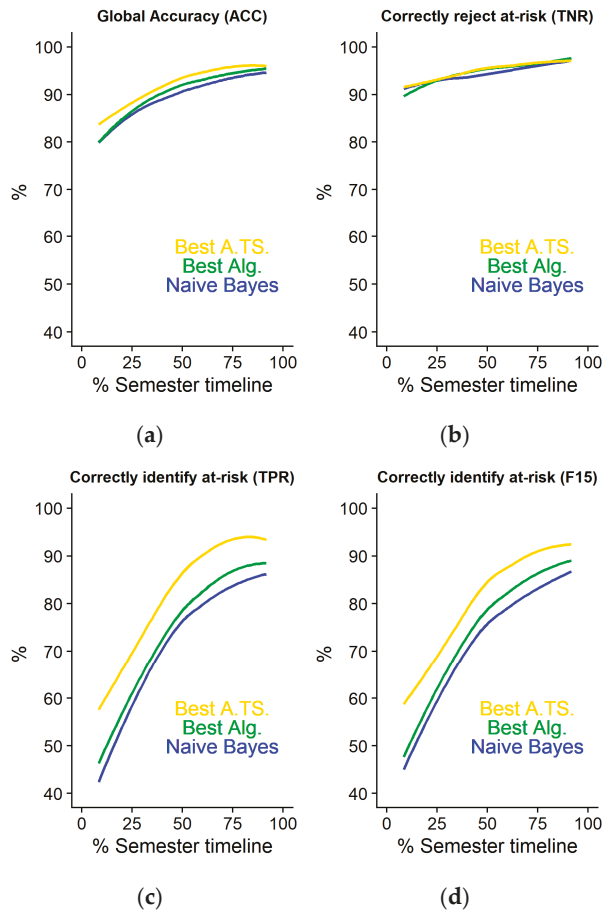 Global Accuracy (ACC)
100
90
80
70
60
50
40
%
Best A.TS.
Best Alg.
Naive Bayes
0 25 50 75 100
% Semester timeline
(a)
Correctly reject at-risk (TNR)
100
90
80
70
60
50
40
%
Best A.TS.
Best Alg.
Naive Bayes
0 25 50 75 100
% Semester timeline
(b)
Correctly identify at-risk (TPR)
100
90
80
70
60
50
40
%
Best A.TS.
Best Alg.
Naive Bayes
0 25 50 75 100
% Semester timeline
(c)
Correctly identify at-risk (F15)
100
90
80
70
60
50
40
%
Best A.TS.
Best Alg.
Naive Bayes
0 25 50 75 100
% Semester timeline
(d)